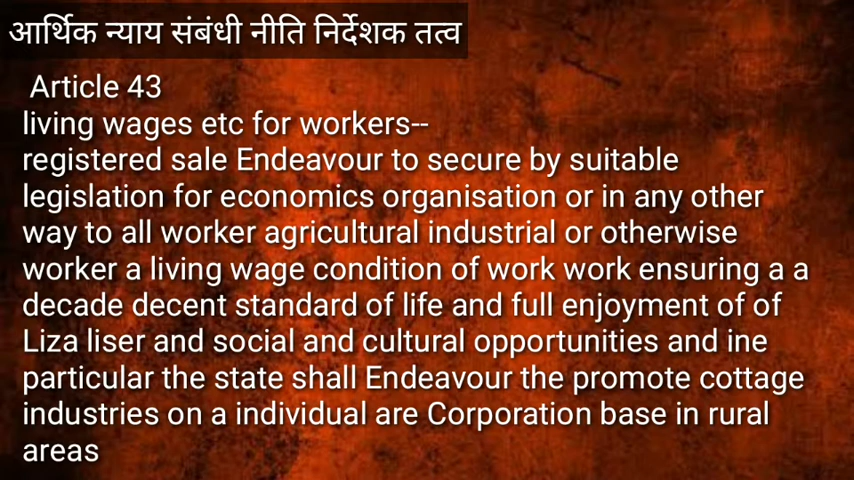 आर्थिक न्याय संबंधी नीति निर्देशक तत्व
Article 43
living wages etc for workers--
registered sale Endeavour to secure by suitable
legislation for economics organisation or in any other
way to all worker agricultural industrial or otherwise
worker a living wage condition of work work ensuring a a
decade decent standard of life and full enjoyment of of
Liza liser and social and cultural opportunities and ine
particular the state shall Endeavour the promote cottage
industries on a individual are Corporation base in rural
areas